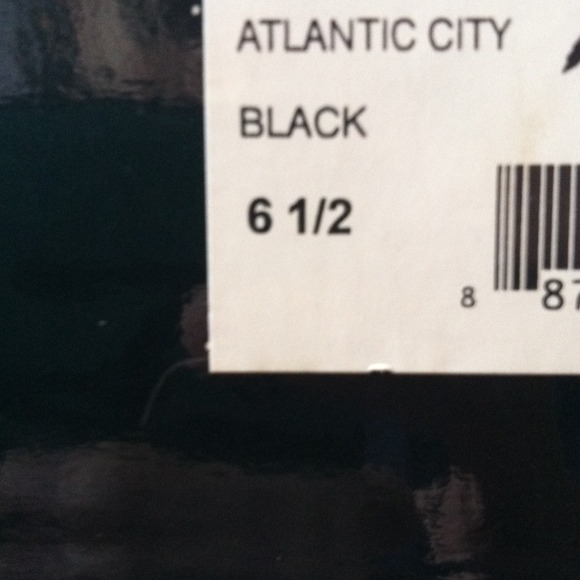 ATLANTIC CITY
BLACK
6 1/2
8 87